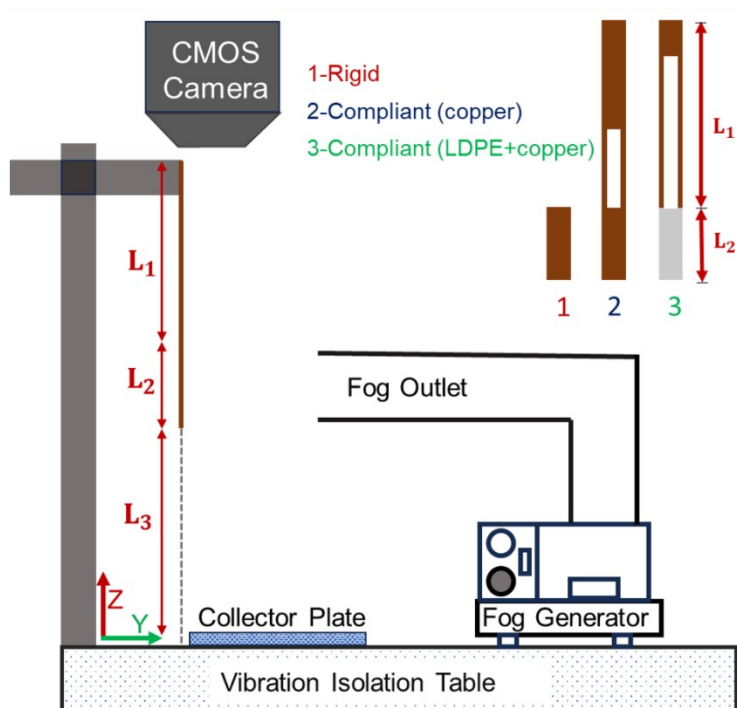 CMOS
Camera
1-Rigid
2-Compliant (copper)
3-Compliant (LDPE+copper)
L₁
L₂
1
2
3
L₁
L₂
L₃
Fog Outlet
Z
Y
Collector Plate
Fog Generator
Vibration Isolation Table